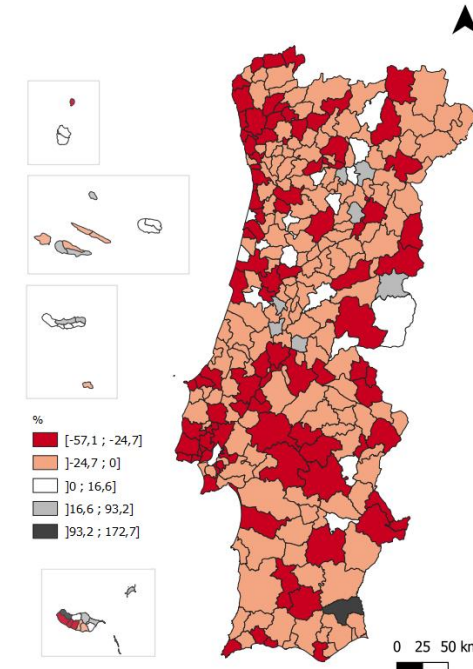 %
[-57,1 ; -24,7]
]-24,7 ; 0]
]0 ; 16,6]
]16,6 ; 93,2]
]93,2 ; 172,7]
0 25 50 km